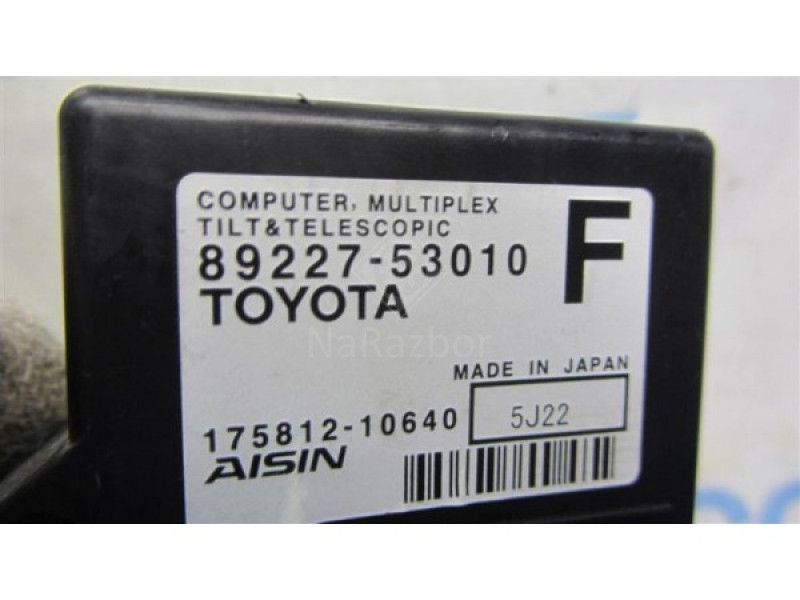 COMPUTER, MULTIPLEX
TILT&TELESCOPIC
89227-53010
F
TOYOTA
NaRazbor
MADE IN JAPAN
175812-10640
5J22
AISIN